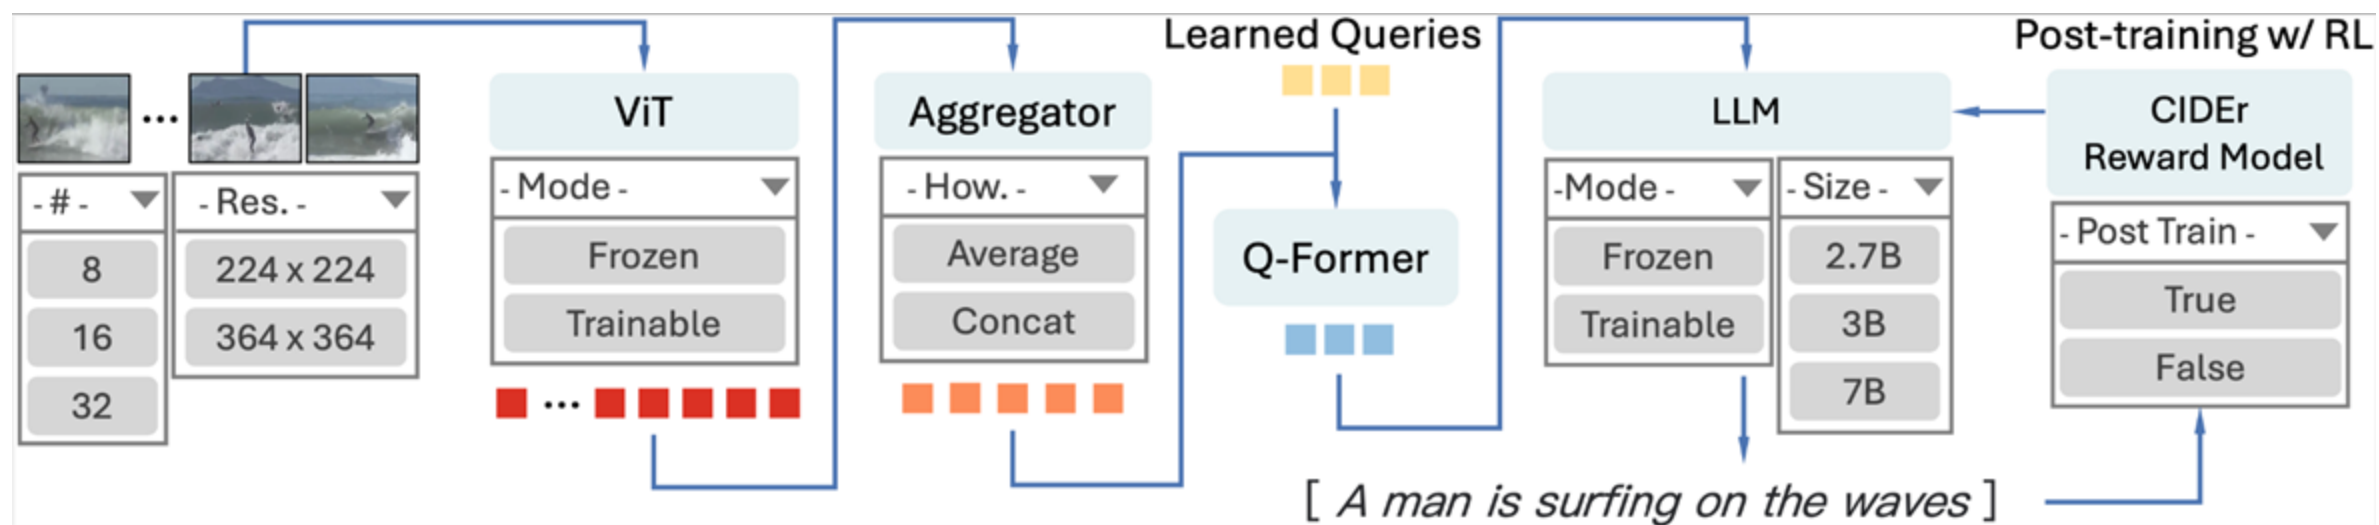 Learned Queries
Post-training w/ RL
...
ViT
Aggregator
LLM
CIDEr
Reward Model
- # -
8
16
32
- Res. -
224 x 224
364 x 364
- Mode -
Frozen
Trainable
...
- How. -
Average
Concat
Q-Former
-Mode -
Frozen
Trainable
- Size -
2.7B
3B
7B
- Post Train -
True
False
[ A man is surfing on the waves ]